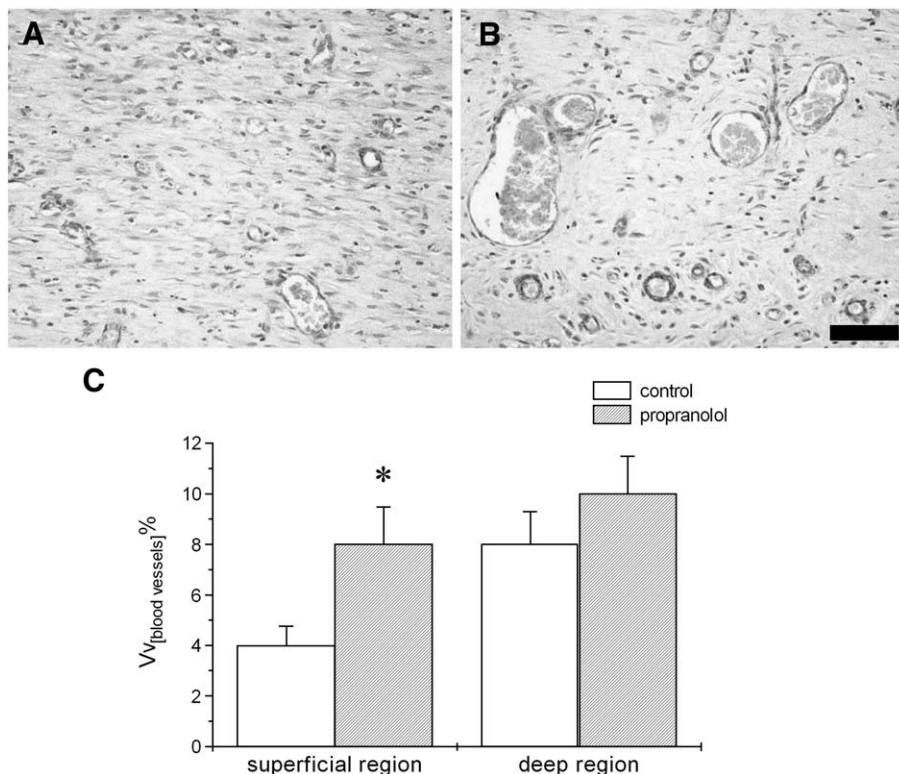 A
B
C
control
propranolol
*
12
10
8
6
4
2
0
Vv[blood vessels]%
superficial region
deep region